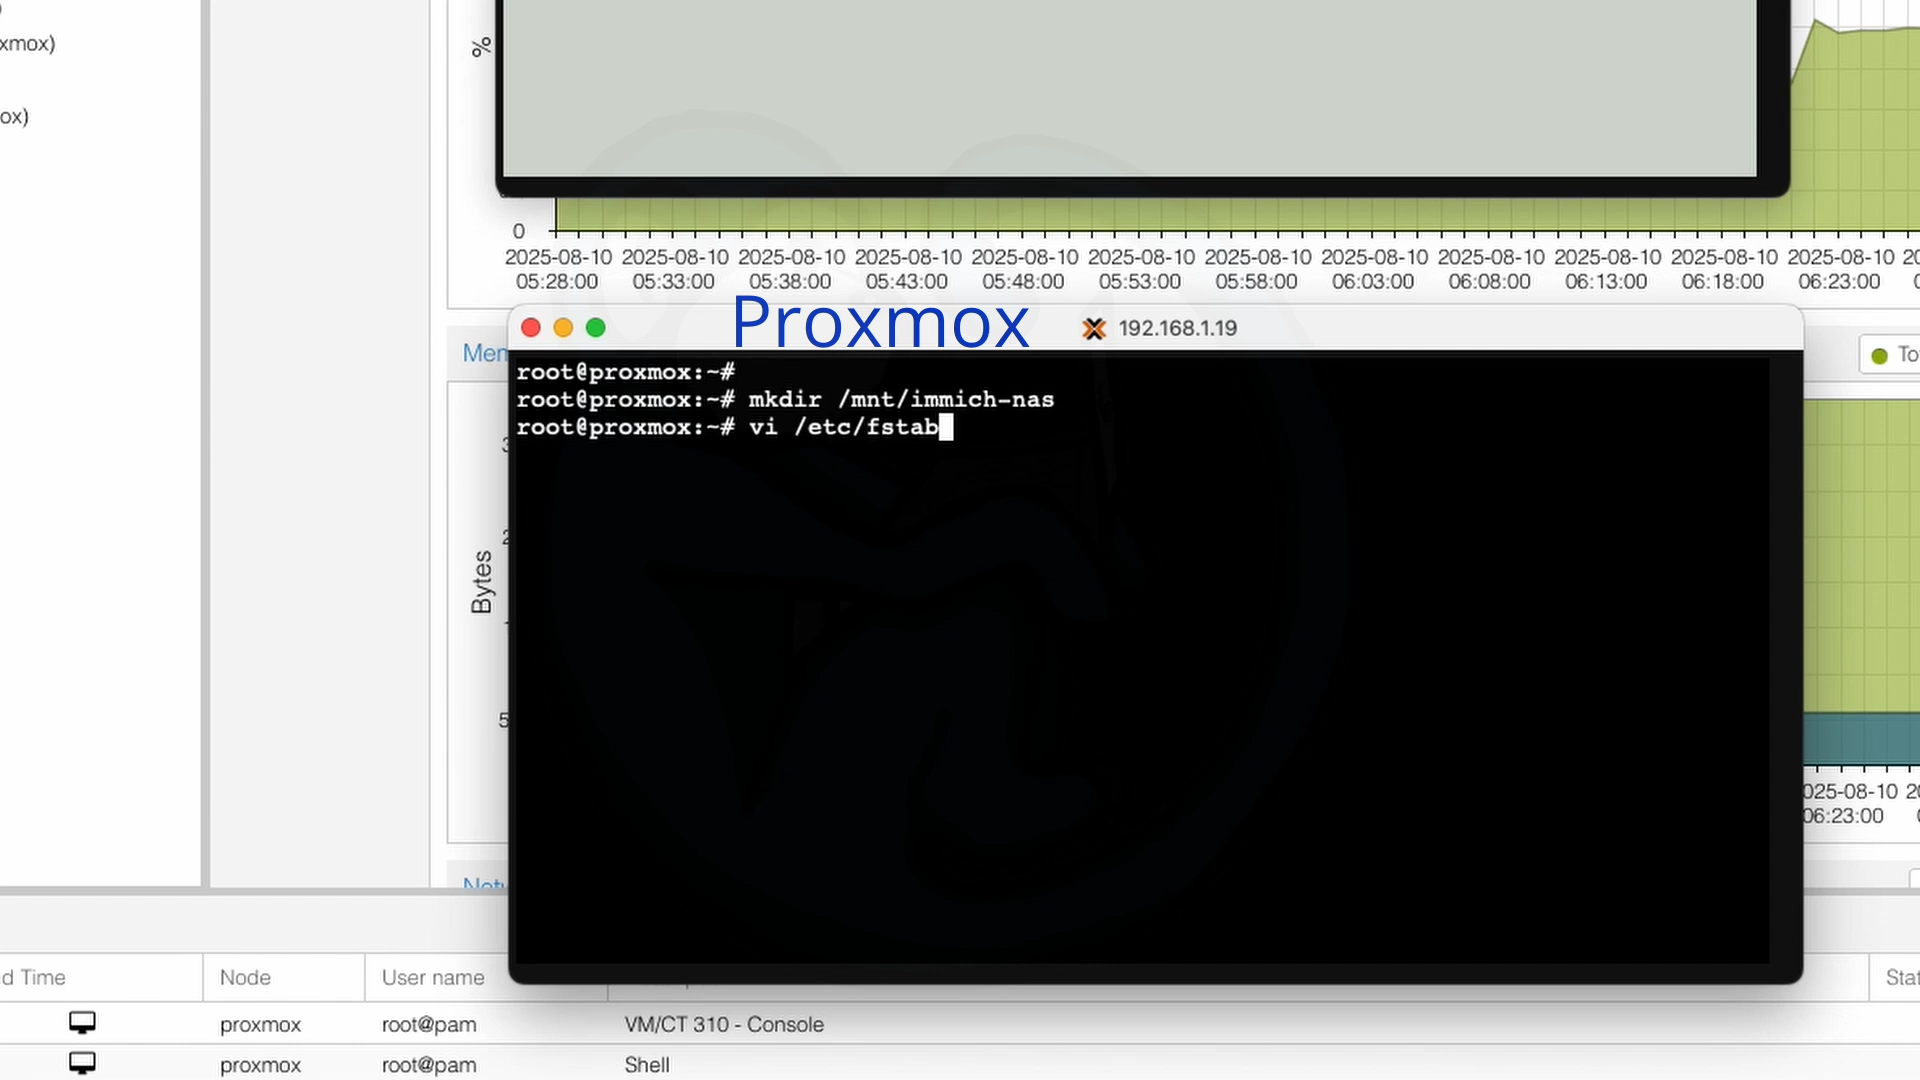 xmox)
ox)
%
0
2025-08-10 2025-08-10 2025-08-10 2025-08-10 2025-08-10 2025-08-10 2025-08-10 2025-08-10 2025-08-10 2025-08-10 2025-08-10 2025-08-10
05:28:00 05:33:00 05:38:00 05:43:00 05:48:00 05:53:00 05:58:00 06:03:00 06:08:00 06:13:00 06:18:00 06:23:00
Proxmox
192.168.1.19
Mem
To
root@proxmox:~#
root@proxmox:~# mkdir /mnt/immich-nas
root@proxmox:~# vi /etc/fstab
Bytes
5
025-08-10
06:23:00
d Time Node User name Stat
proxmox root@pam VM/CT 310 - Console
proxmox root@pam Shell